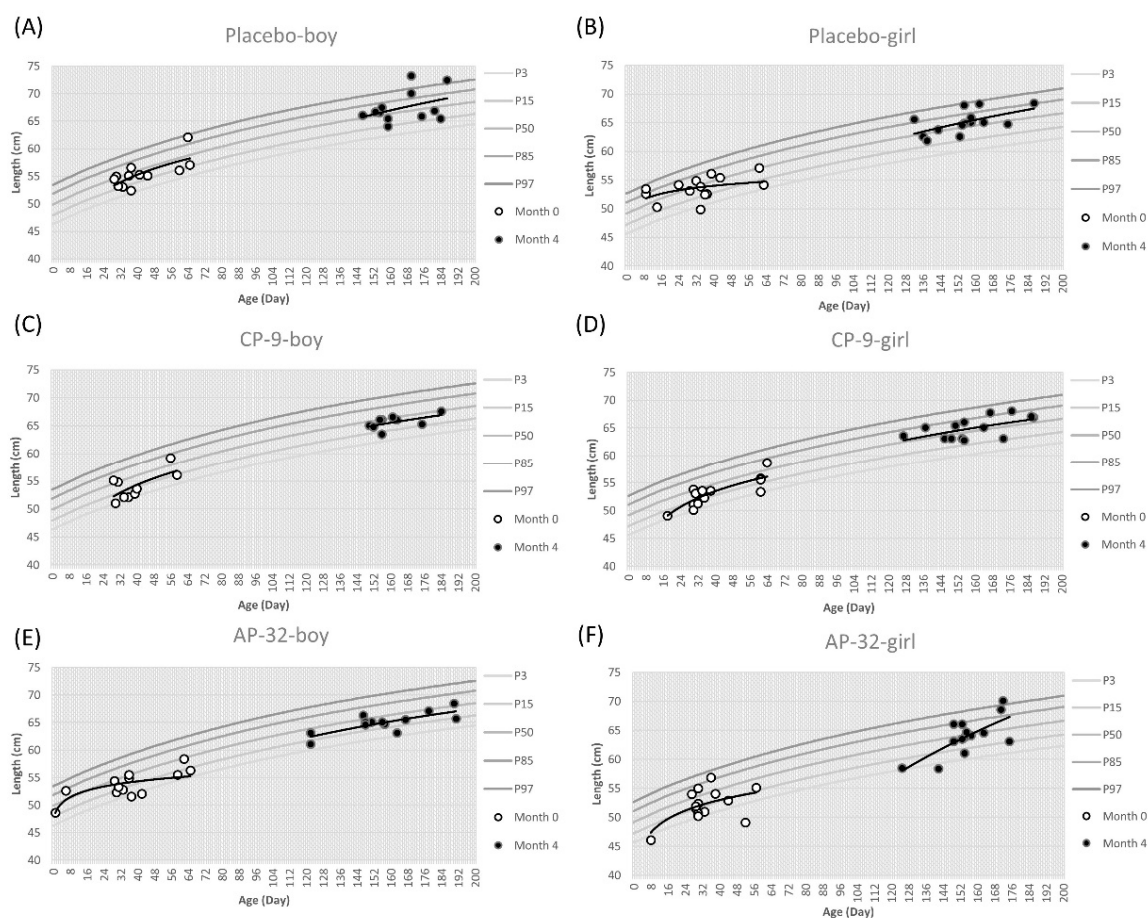 (A)
Placebo-boy
75
70
65
60
55
50
45
40
Length (cm)
0 8 16 24 32 40 48 56 64 72 80 88 96 104 112 120 128 136 144 152 160 168 176 184 192 200
Age (Day)
P3
P15
P50
P85
P97
Month 0
Month 4
(B)
Placebo-girl
75
70
65
60
55
50
45
40
Length (cm)
0 8 16 24 32 40 48 56 64 72 80 88 96 104 112 120 128 136 144 152 160 168 176 184 192 200
Age (Day)
P3
P15
P50
P85
P97
Month 0
Month 4
(C)
CP-9-boy
75
70
65
60
55
50
45
40
Length (cm)
0 8 16 24 32 40 48 56 64 72 80 88 96 104 112 120 128 136 144 152 160 168 176 184 192 200
Age (Day)
P3
P15
P50
P85
P97
Month 0
Month 4
(D)
CP-9-girl
75
70
65
60
55
50
45
40
Length (cm)
0 8 16 24 32 40 48 56 64 72 80 88 96 104 112 120 128 136 144 152 160 168 176 184 192 200
Age (Day)
P3
P15
P50
P85
P97
Month 0
Month 4
(E)
AP-32-boy
75
70
65
60
55
50
45
40
Length (cm)
0 8 16 24 32 40 48 56 64 72 80 88 96 104 112 120 128 136 144 152 160 168 176 184 192 200
Age (Day)
P3
P15
P50
P85
P97
Month 0
Month 4
(F)
AP-32-girl
75
70
65
60
55
50
45
40
Length (cm)
0 8 16 24 32 40 48 56 64 72 80 88 96 104 112 120 128 136 144 152 160 168 176 184 192 200
Age (Day)
P3
P15
P50
P85
P97
Month 0
Month 4